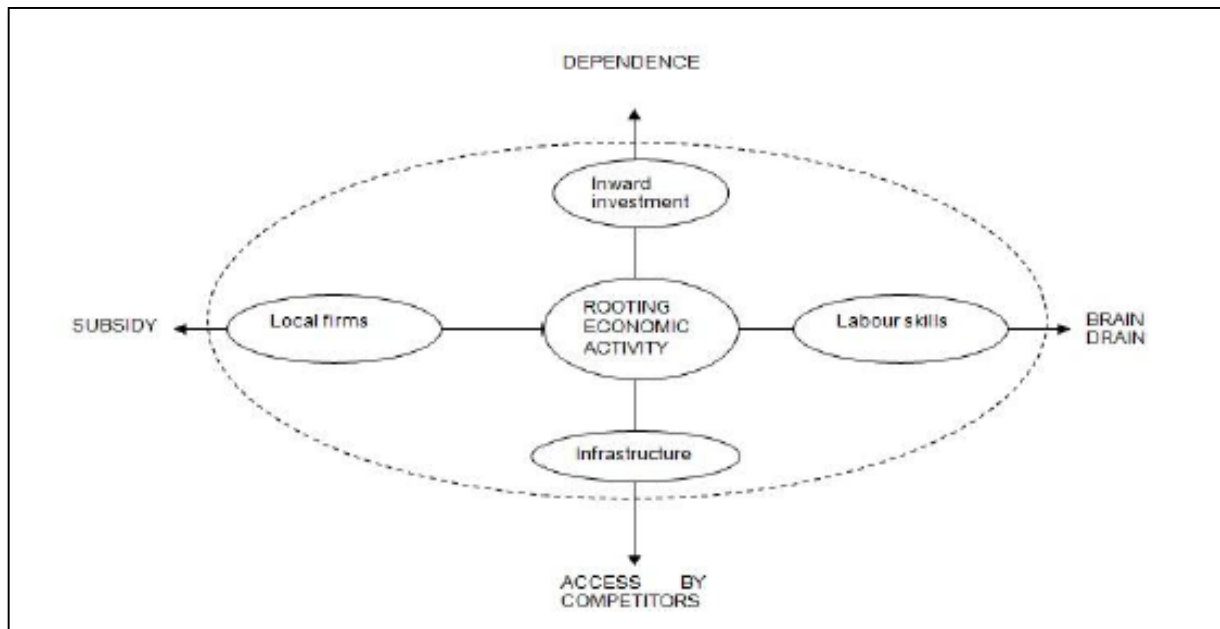 DEPENDENCE
Inward
investment
SUBSIDY
Local firms
ROOTING
ECONOMIC
ACTIVITY
Labour skills
BRAIN
DRAIN
Infrastructure
ACCESS BY
COMPETITORS